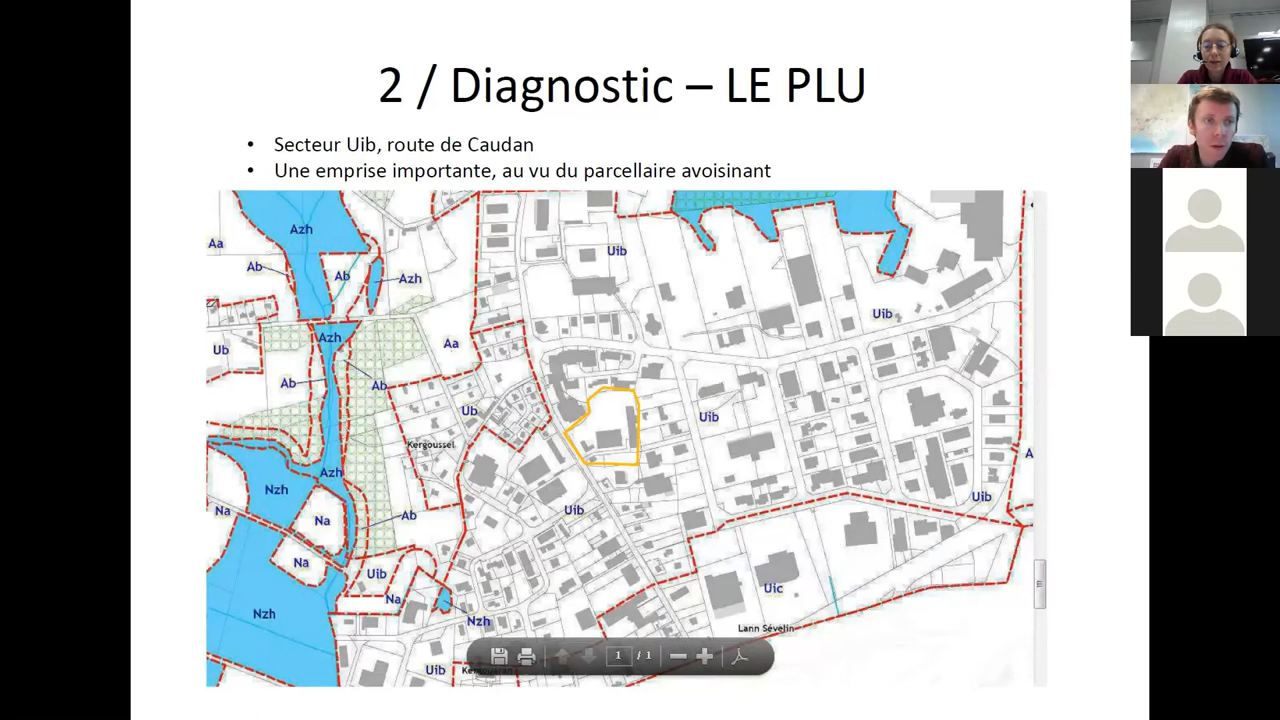 2 / Diagnostic – LE PLU
• Secteur Uib, route de Caudan
• Une emprise importante, au vu du parcellaire avoisinant
Azh
Aa
Uib
Ab
Ab
Azh
Uib
Azh
Aa
Ub
Ab
Ab
Ub
Uib
Kergoussel
A
Azh
Nzh
Uib
Na
Uib
Ab
Na
Na
Uib
Uic
Na
Nzh
Nzh
Lann Sévelin
1 / 1
Uib